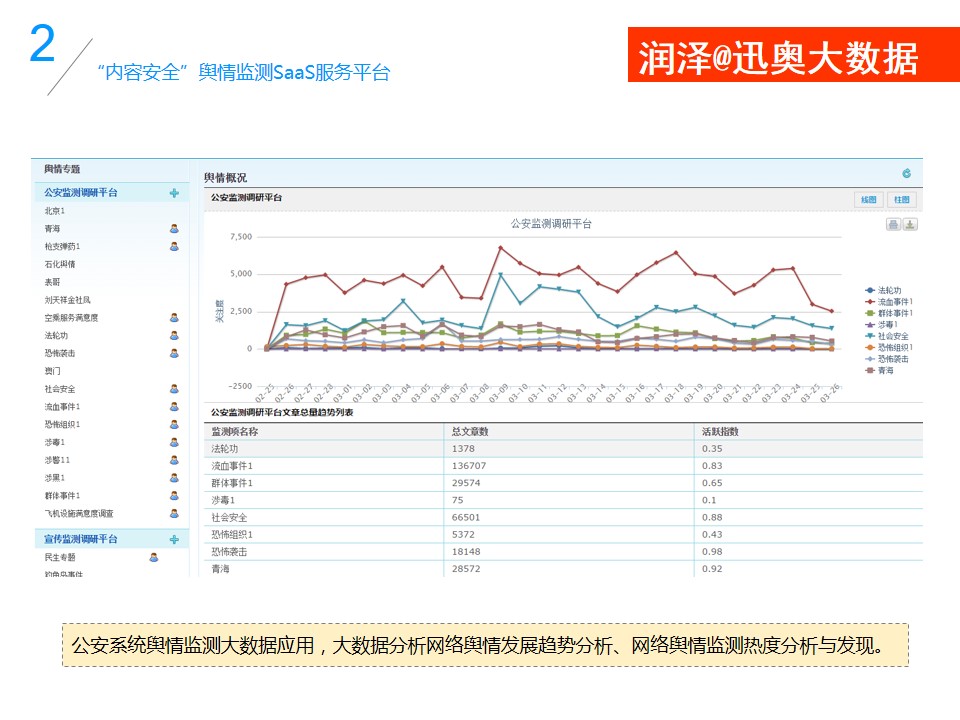 2
“内容安全”舆情监测SaaS服务平台
润泽@迅奥大数据
舆情专题
公安监测调研平台
北京1
青海
枪支弹药1
石化舆情
表哥
刘天祥金社凤
空乘服务满意度
法轮功
恐怖袭击
澳门
社会安全
流血事件1
恐怖组织1
涉毒1
涉警11
涉黑1
群体事件1
飞机设施满意度调查
宣传监测调研平台
民生专题
钓鱼岛事件
舆情概况
公安监测调研平台
线图 柱图
公安监测调研平台
关注量
7,500
5,000
2,500
0
-2500
02-25 02-26 02-27 02-28 03-01 03-02 03-03 03-04 03-05 03-06 03-07 03-08 03-09 03-10 03-11 03-12 03-13 03-14 03-15 03-16 03-17 03-18 03-19 03-20 03-21 03-22 03-23 03-24 03-25 03-26
法轮功
流血事件1
群体事件1
涉毒1
社会安全
恐怖组织1
恐怖袭击
青海
公安监测调研平台文章总量趋势列表
监测项名称 总文章数 活跃指数
法轮功 1378 0.35
流血事件1 136707 0.83
群体事件1 29574 0.65
涉毒1 75 0.1
社会安全 66501 0.88
恐怖组织1 5372 0.43
恐怖袭击 18148 0.98
青海 28572 0.92
公安系统舆情监测大数据应用，大数据分析网络舆情发展趋势分析、网络舆情监测热度分析与发现。